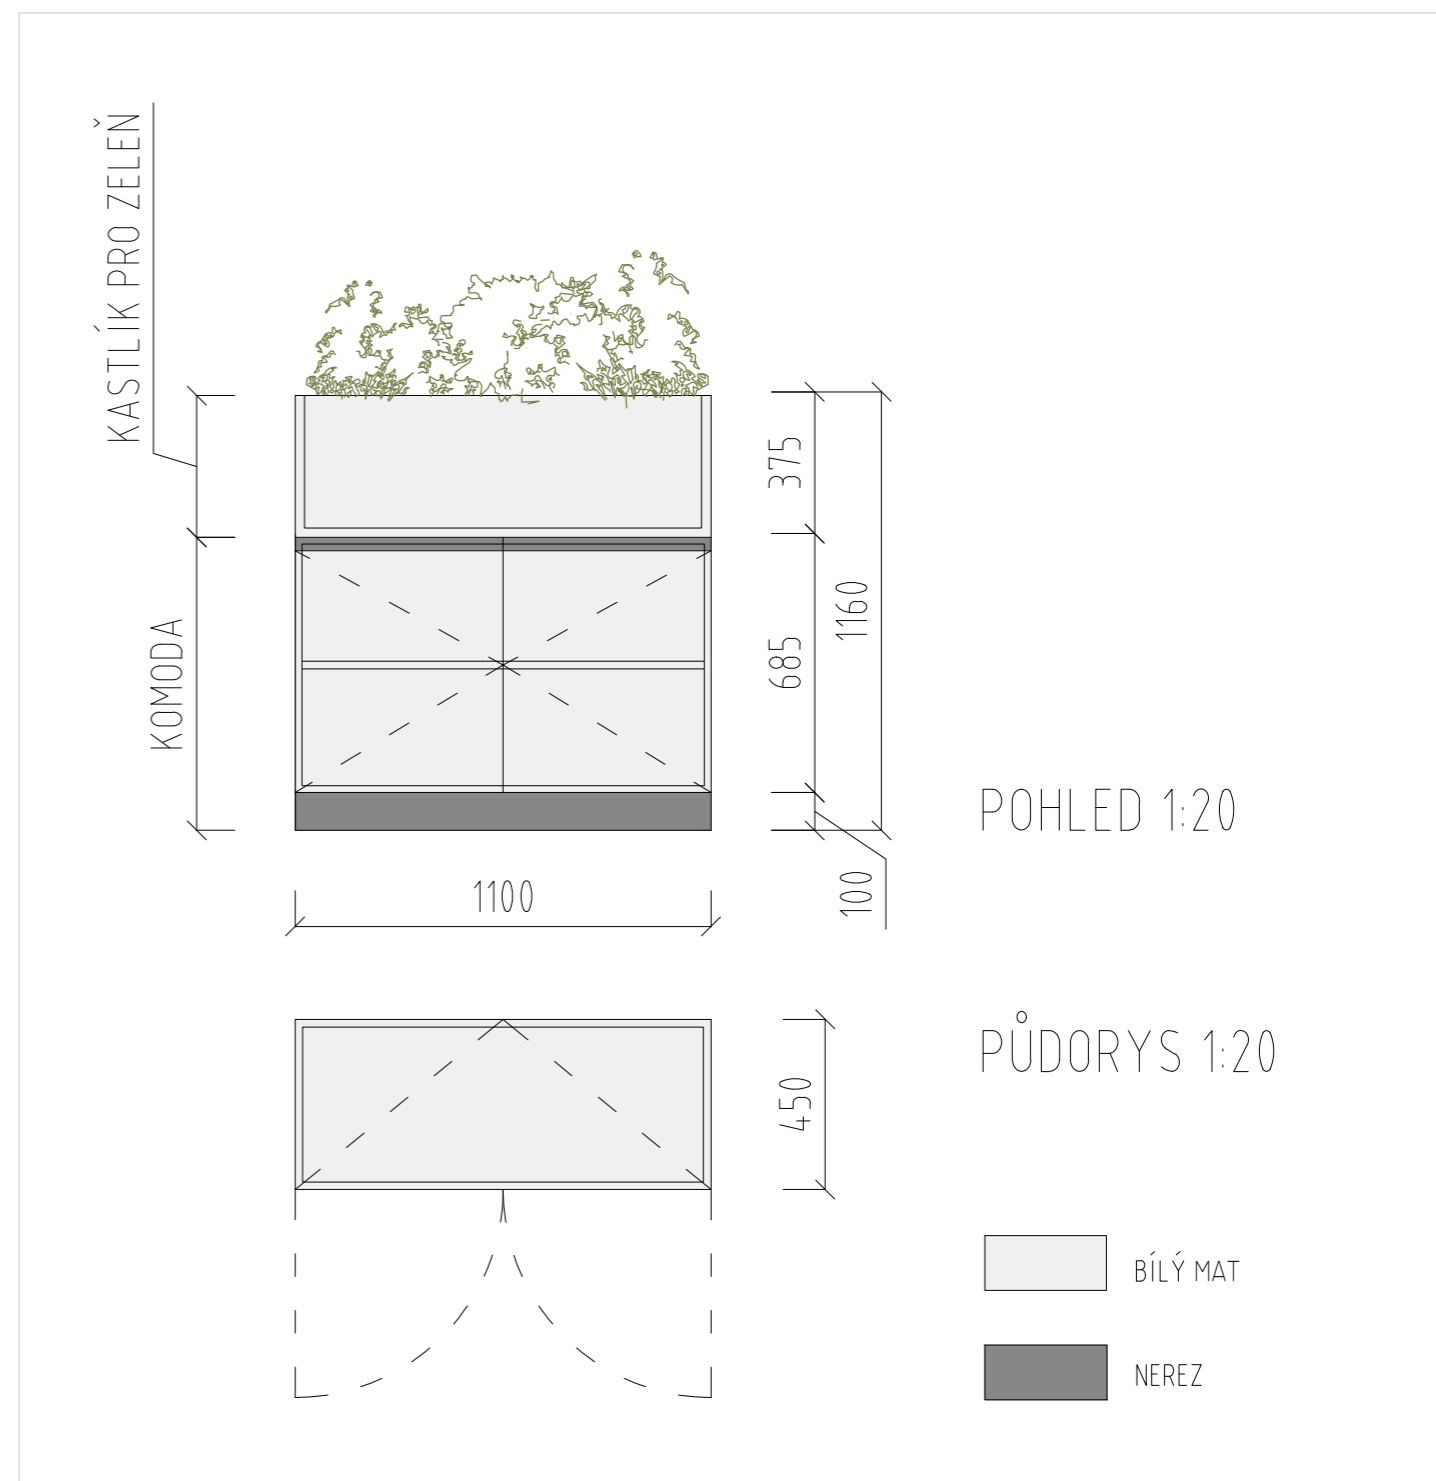 KASTLÍK PRO ZELEŇ
KOMODA
375
685
1160
100
1100
POHLED 1:20
PŮDORYS 1:20
450
BÍLÝ MAT
NEREZ